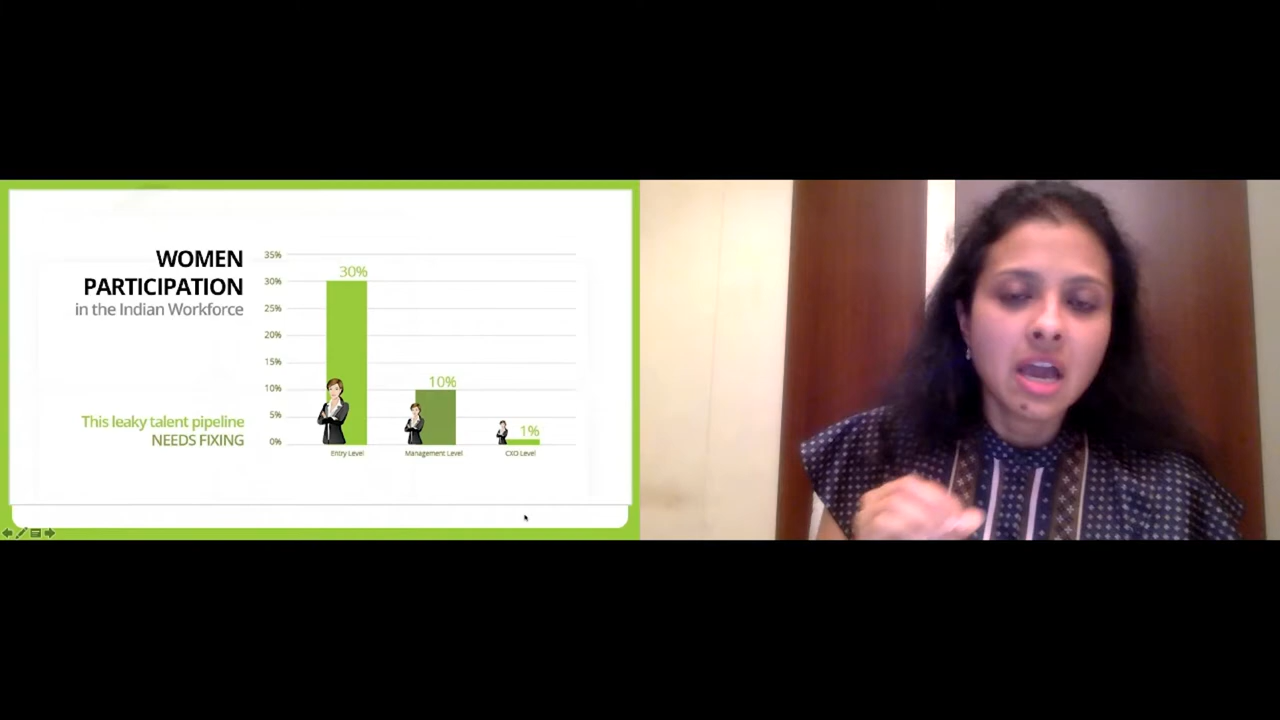 WOMEN
PARTICIPATION
in the Indian Workforce
This leaky talent pipeline
NEEDS FIXING
35%
30%
25%
20%
15%
10%
5%
0%
30%
10%
1%
Entry Level
Management Level
CXO Level